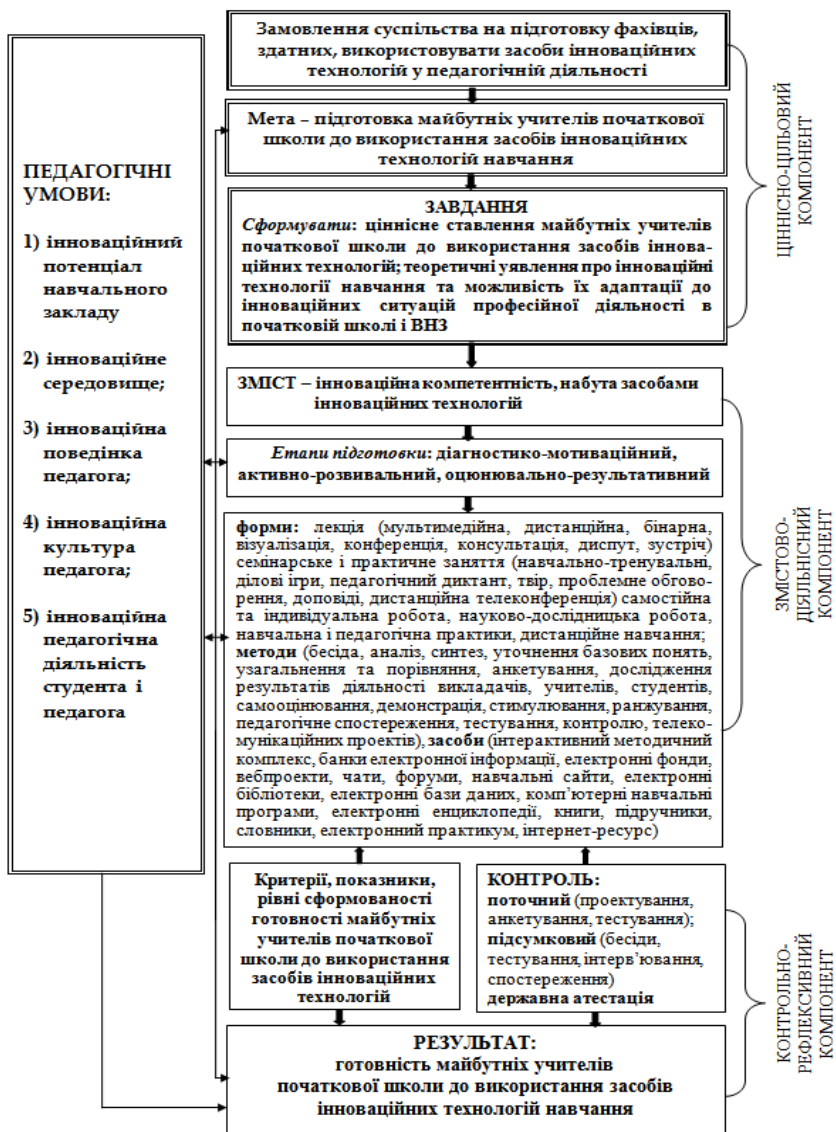 Замовлення суспільства на підготовку фахівців,
здатних, використовувати засоби інноваційних
технологій у педагогічній діяльності
Мета – підготовка майбутніх учителів початкової
школи до використання засобів інноваційних
технологій навчання
ЗАВДАННЯ
Сформувати: ціннісне ставлення майбутніх учителів
початкової школи до використання засобів іннова-
ційних технологій; теоретичні уявлення про інноваційні
технології навчання та можливість їх адаптації до
інноваційних ситуацій професійної діяльності в
початковій школі і ВНЗ
ЦІННІСНО-ЦІЛЬОВИЙ
КОМПОНЕНТ
ПЕДАГОГІЧНІ
УМОВИ:
1) інноваційний
потенціал
навчального
закладу
2) інноваційне
середовище;
3) інноваційна
поведінка
педагога;
4) інноваційна
культура
педагога;
5) інноваційна
педагогічна
діяльність
студента і
педагога
ЗМІСТ – інноваційна компетентність, набута засобами
інноваційних технологій
Етапи підготовки: діагностико-мотиваційний,
активно-розвивальний, оцюнювально-результативний
форми: лекція (мультимедійна, дистанційна, бінарна,
візуалізація, конференція, консультація, диспут, зустріч)
семінарське і практичне заняття (навчально-тренувальні,
ділові ігри, педагогічний диктант, твір, проблемне обгово-
рення, доповіді, дистанційна телеконференція) самостійна
та індивідуальна робота, науково-дослідницька робота,
навчальна і педагогічна практики, дистанційне навчання;
методи (бесіда, аналіз, синтез, уточнення базових понять,
узагальнення та порівняння, анкетування, дослідження
результатів діяльності викладачів, учителів, студентів,
самооцінювання, демонстрація, стимулювання, ранжування,
педагогічне спостереження, тестування, контролю, телеко-
мунікаційних проектів), засоби (інтерактивний методичний
комплекс, банки електронної інформації, електронні фонди,
вебпроекти, чати, форуми, навчальні сайти, електронні
бібліотеки, електронні бази даних, комп’ютерні навчальні
програми, електронні енциклопедії, книги, підручники,
словники, електронний практикум, інтернет-ресурс)
ЗМІСТОВО-
ДІЯЛЬНІСНИЙ
КОМПОНЕНТ
Критерії, показники,
рівні сформованості
готовності майбутніх
учителів початкової
школи до використання
засобів інноваційних
технологій
КОНТРОЛЬ:
поточний (проектування,
анкетування, тестування);
підсумковий (бесіди,
тестування, інтерв’ювання,
спостереження)
державна атестація
РЕЗУЛЬТАТ:
готовність майбутніх учителів
початкової школи до використання засобів
інноваційних технологій навчання
КОНТРОЛЬНО-
РЕФЛЕКСИВНИЙ
КОМПОНЕНТ